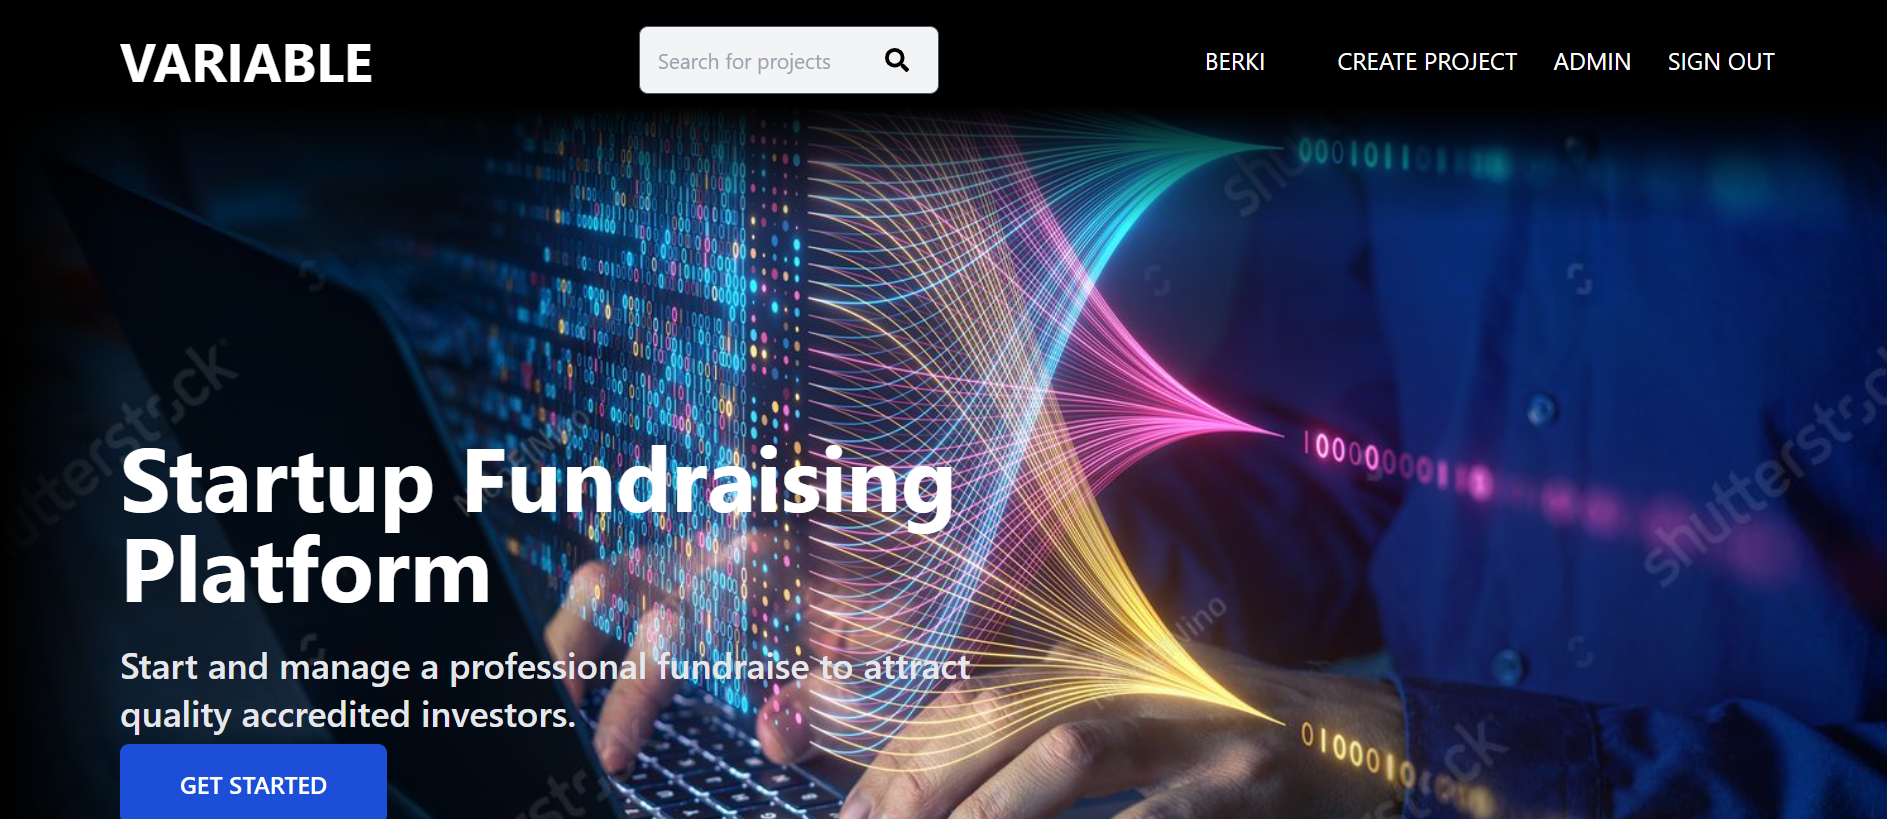 VARIABLE
Search for projects
BERKI
CREATE PROJECT
ADMIN
SIGN OUT
shutterstock
Startup Fundraising
Platform
Start and manage a professional fundraise to attract
quality accredited investors.
GET STARTED